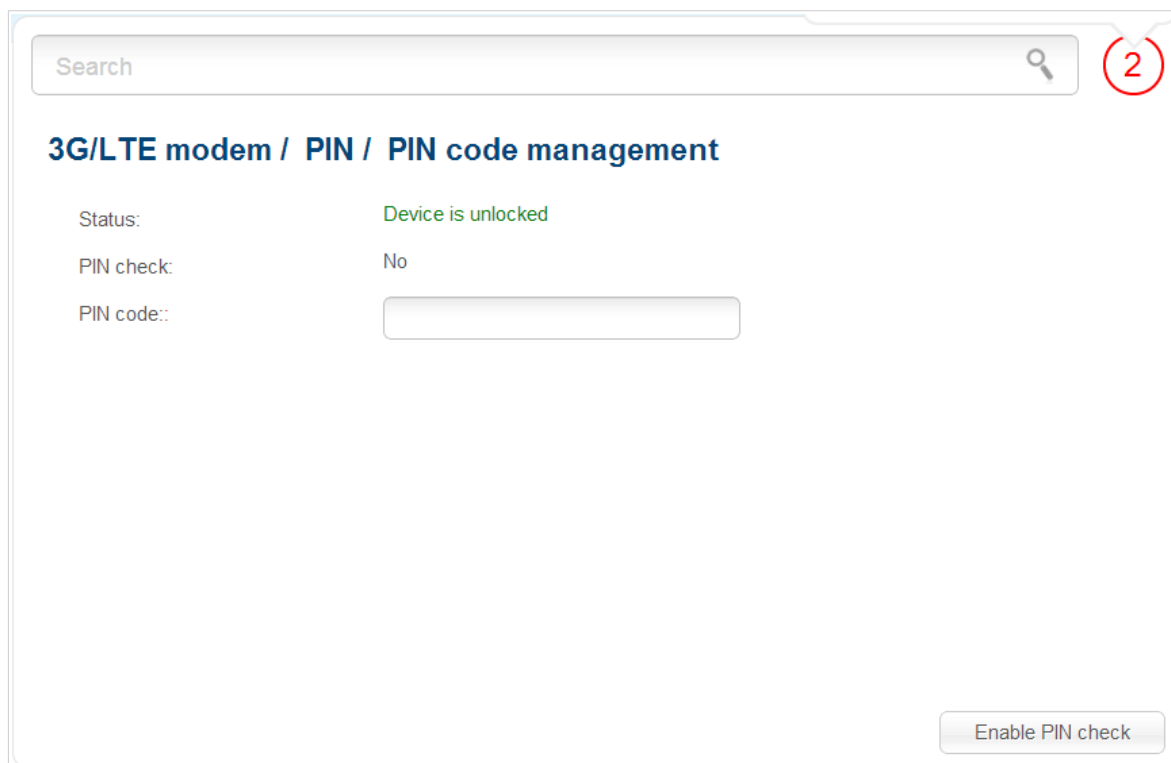 Search
2
3G/LTE modem / PIN / PIN code management
Status: Device is unlocked
PIN check: No
PIN code::
Enable PIN check